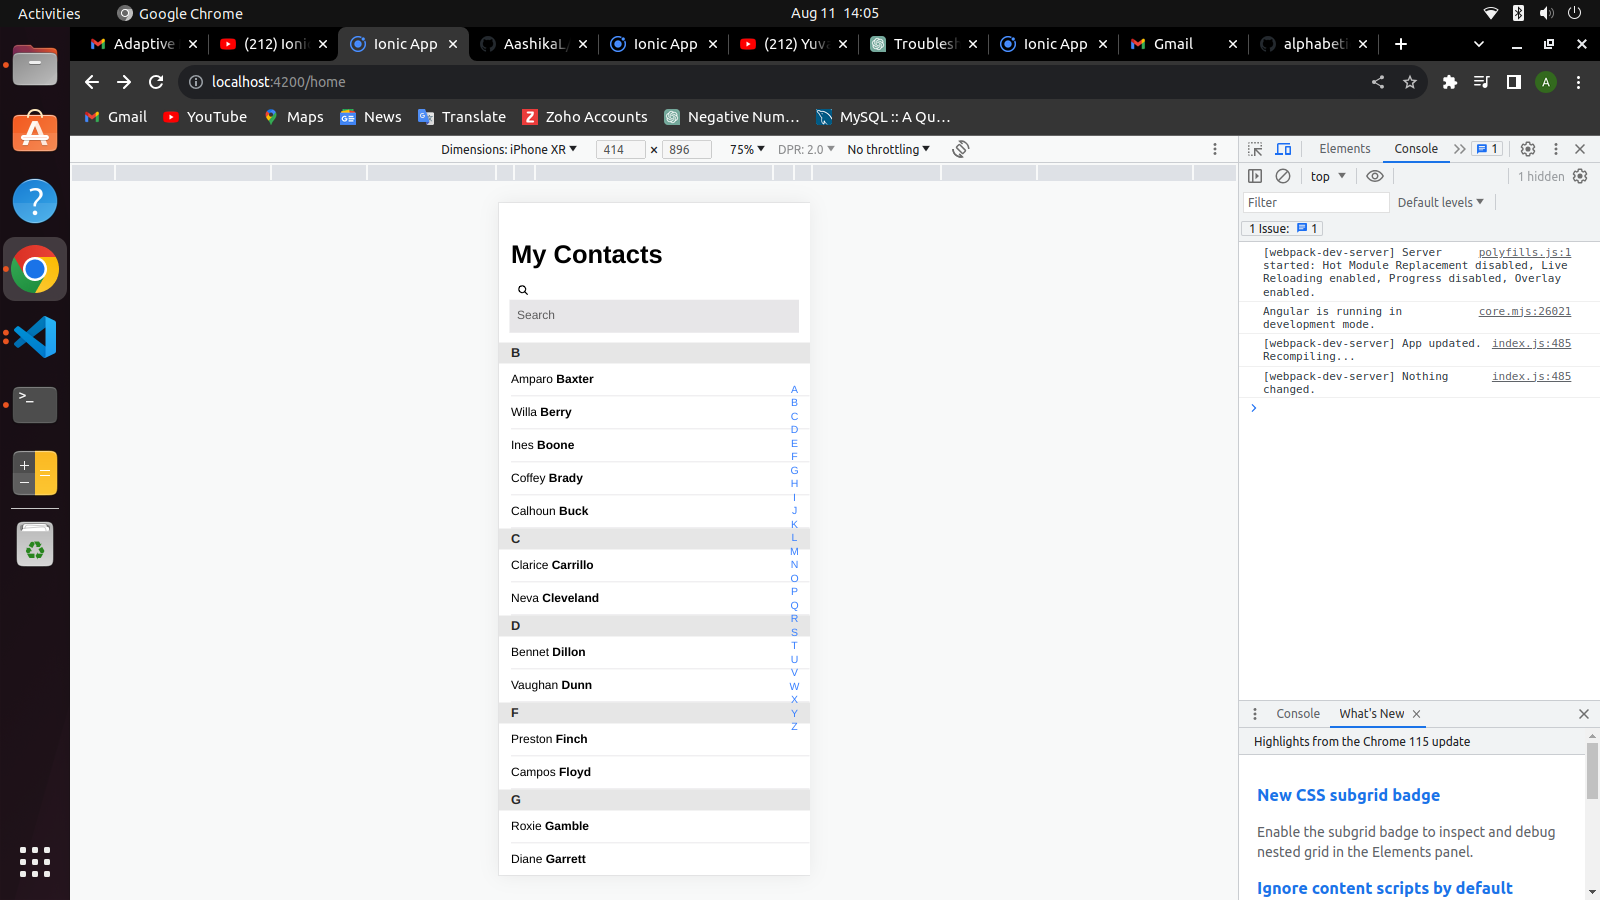 Activities
Google Chrome
Aug 11 14:05
Adaptive
(212) Ionic
Ionic App
AashikaL
Ionic App
(212) Yuva
Troublesh
Ionic App
Gmail
alphabeti
localhost:4200/home
A
Gmail
YouTube
Maps
News
Translate
Zoho Accounts
Negative Num…
MySQL :: A Qu…
Dimensions: iPhone XR
414 × 896
75%
DPR: 2.0
No throttling
My Contacts
Search
B
Amparo Baxter
Willa Berry
Ines Boone
Coffey Brady
Calhoun Buck
C
Clarice Carrillo
Neva Cleveland
D
Bennet Dillon
Vaughan Dunn
F
Preston Finch
Campos Floyd
G
Roxie Gamble
Diane Garrett
A
B
C
D
E
F
G
H
I
J
K
L
M
N
O
P
Q
R
S
T
U
V
W
X
Y
Z
Elements
Console
1
top
1 hidden
Filter
Default levels
1 Issue: 1
[webpack-dev-server] Server polyfills.js:1
started: Hot Module Replacement disabled, Live
Reloading enabled, Progress disabled, Overlay
enabled.
Angular is running in core.mjs:26021
development mode.
[webpack-dev-server] App updated. index.js:485
Recompiling...
[webpack-dev-server] Nothing index.js:485
changed.
Console
What's New
Highlights from the Chrome 115 update
New CSS subgrid badge
Enable the subgrid badge to inspect and debug
nested grid in the Elements panel.
Ignore content scripts by default